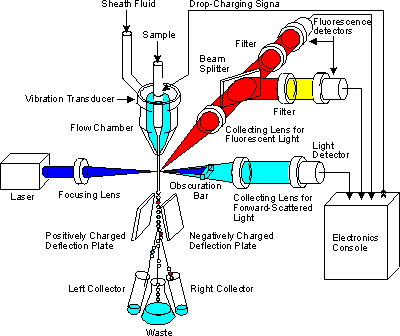 Sheath Fluid
Drop-Charging Signa
Sample
Fluorescence
detectors
Filter
Beam
Splitter
Vibration Transducer
Filter
Flow Chamber
Collecting Lens for
Fluorescent Light
Light
Detector
Laser
Focusing Lens
Obscuration
Bar
Collecting Lens for
Forward-Scattered
Light
Positively Charged
Deflection Plate
Negatively Charged
Deflection Plate
Electronics
Console
Left Collector
Right Collector
Waste